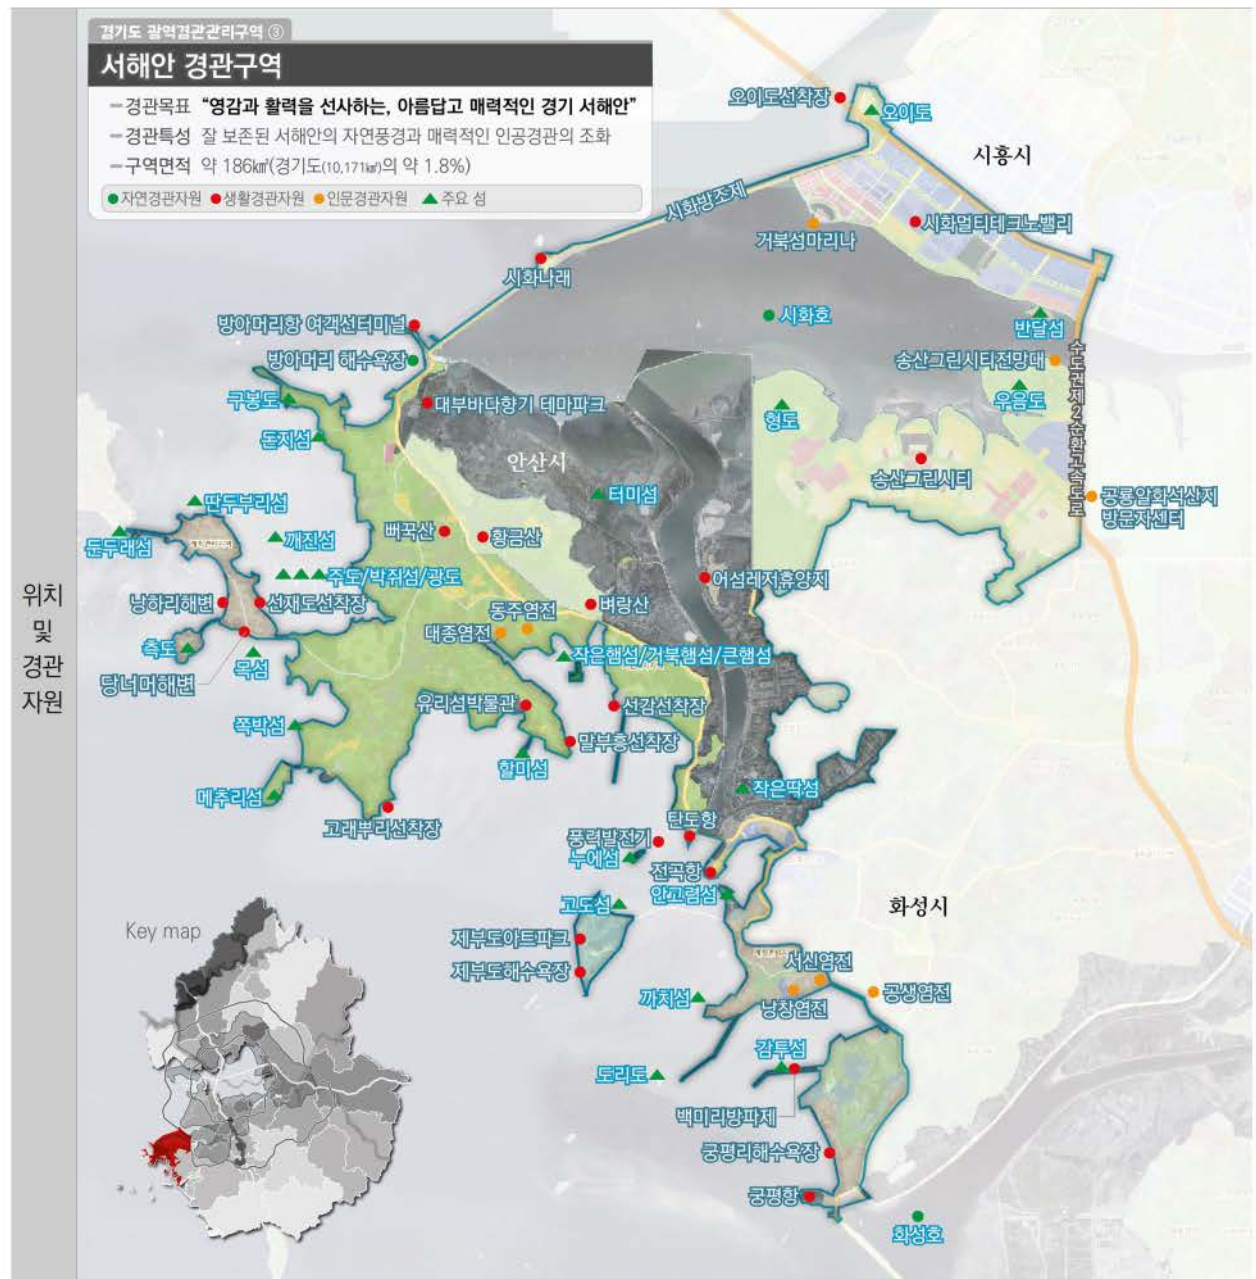 경기도 광역경관관리구역 ③
서해안 경관구역
경관목표 “영감과 활력을 선사하는, 아름답고 매력적인 경기 서해안”
경관특성 잘 보존된 서해안의 자연풍경과 매력적인 인공경관의 조화
구역면적 약 186㎢(경기도(10,171㎢)의 약 1.8%)
자연경관자원 생활경관자원 인문경관자원 주요 섬
위치
및
경관
자원
오이도선착장
오이도
시흥시
시화방조제
거북섬마리나
시화멀티테크노밸리
시화나래
시화호
반달섬
방아머리항 여객선터미널
방아머리 해수욕장
송산그린시티전망대
수도권제2순환고속도로
우음도
구봉도
대부바다향기 테마파크
형도
돈지섬
안산시
송산그린시티
터미섬
공룡알화석산지
방문자센터
딴두부리섬
둔두래섬
깨진섬
뻐꾹산
황금산
주도/박쥐섬/광도
어섬레저휴양지
낭하리해변
선재도선착장
벼랑산
동주염전
대종염전
측도
목섬
작은햄섬/거북햄섬/큰햄섬
당너머해변
유리섬박물관
선감선착장
쪽박섬
말부흥선착장
할미섬
메추리섬
작은딱섬
고래뿌리선착장
탄도항
풍력발전기
누에섬
전곡항
안고렴섬
고도섬
화성시
Key map
제부도아트파크
서신염전
제부도해수욕장
까치섬
낭창염전
공생염전
감투섬
도리도
백미리방파제
궁평리해수욕장
궁평항
화성호